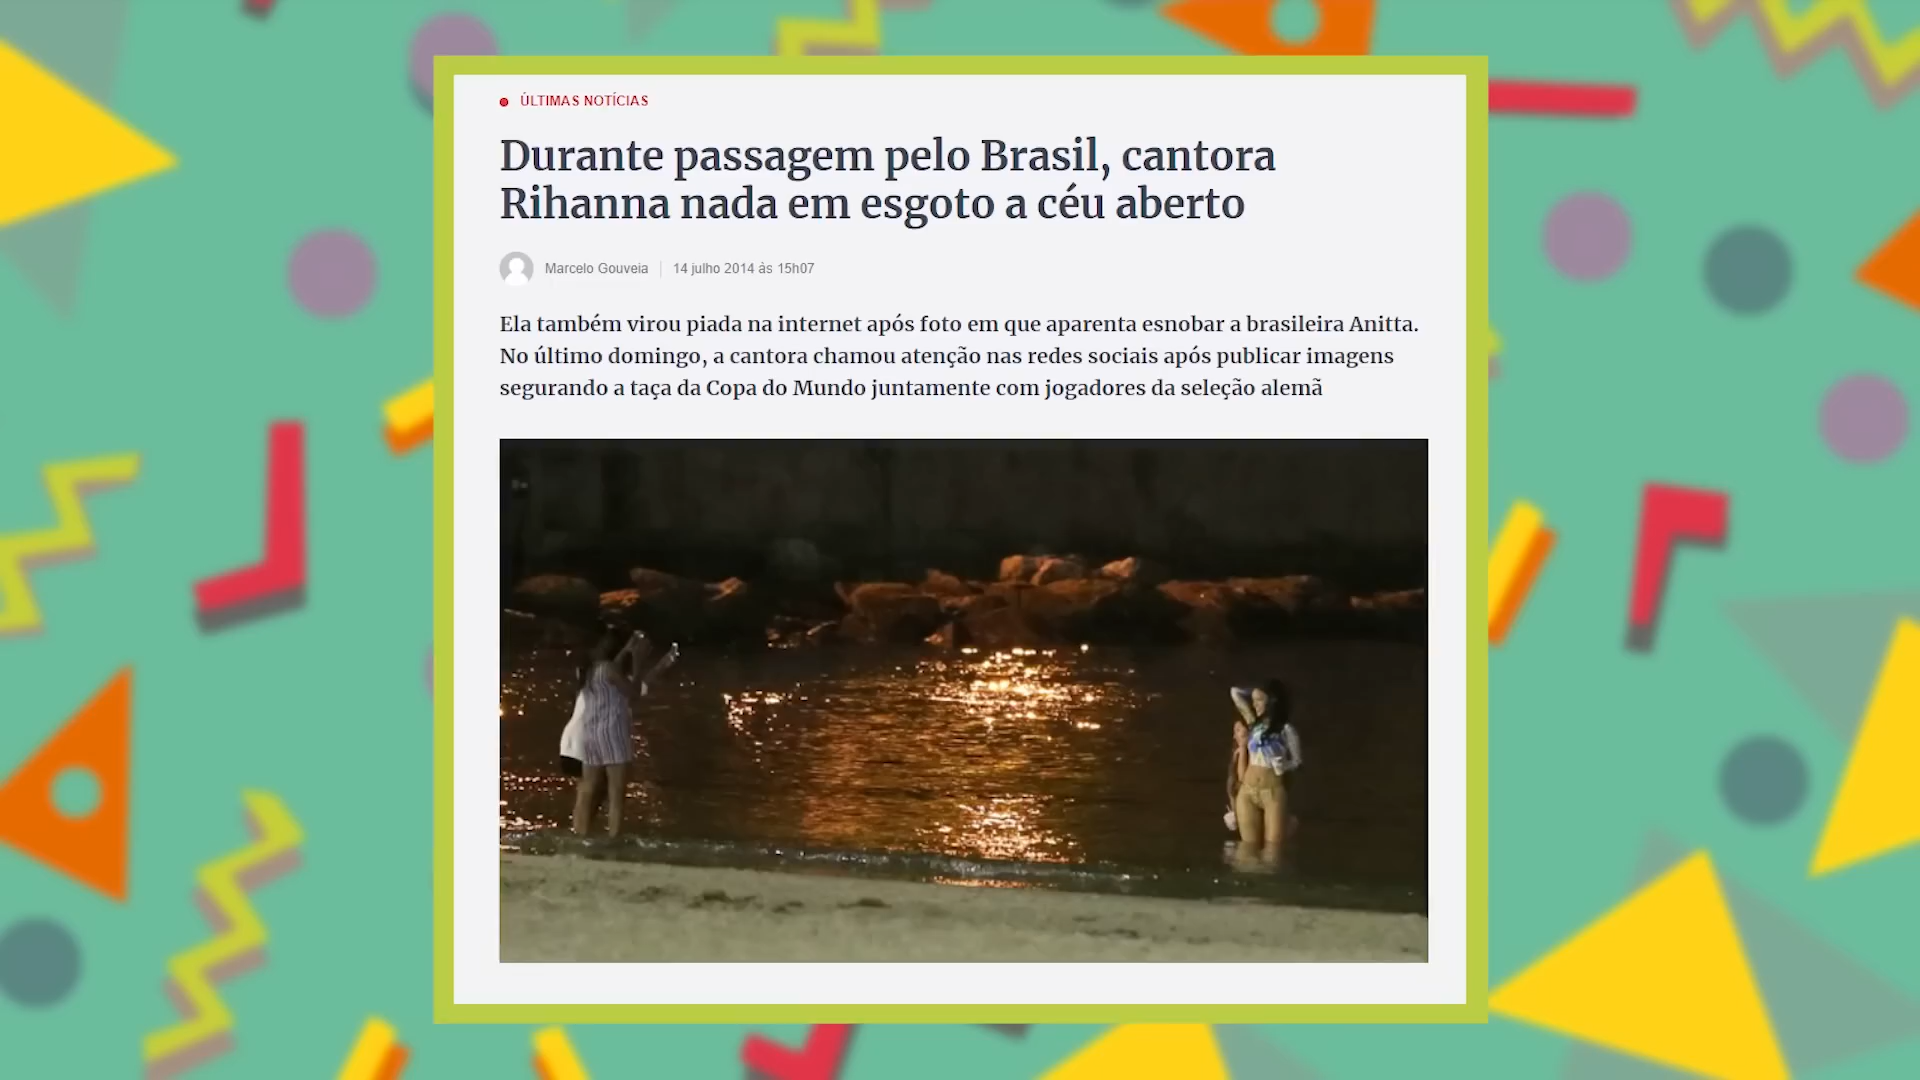 ÚLTIMAS NOTÍCIAS
Durante passagem pelo Brasil, cantora
Rihanna nada em esgoto a céu aberto
Marcelo Gouveia | 14 julho 2014 às 15h07
Ela também virou piada na internet após foto em que aparenta esnobar a brasileira Anitta.
No último domingo, a cantora chamou atenção nas redes sociais após publicar imagens
segurando a taça da Copa do Mundo juntamente com jogadores da seleção alemã